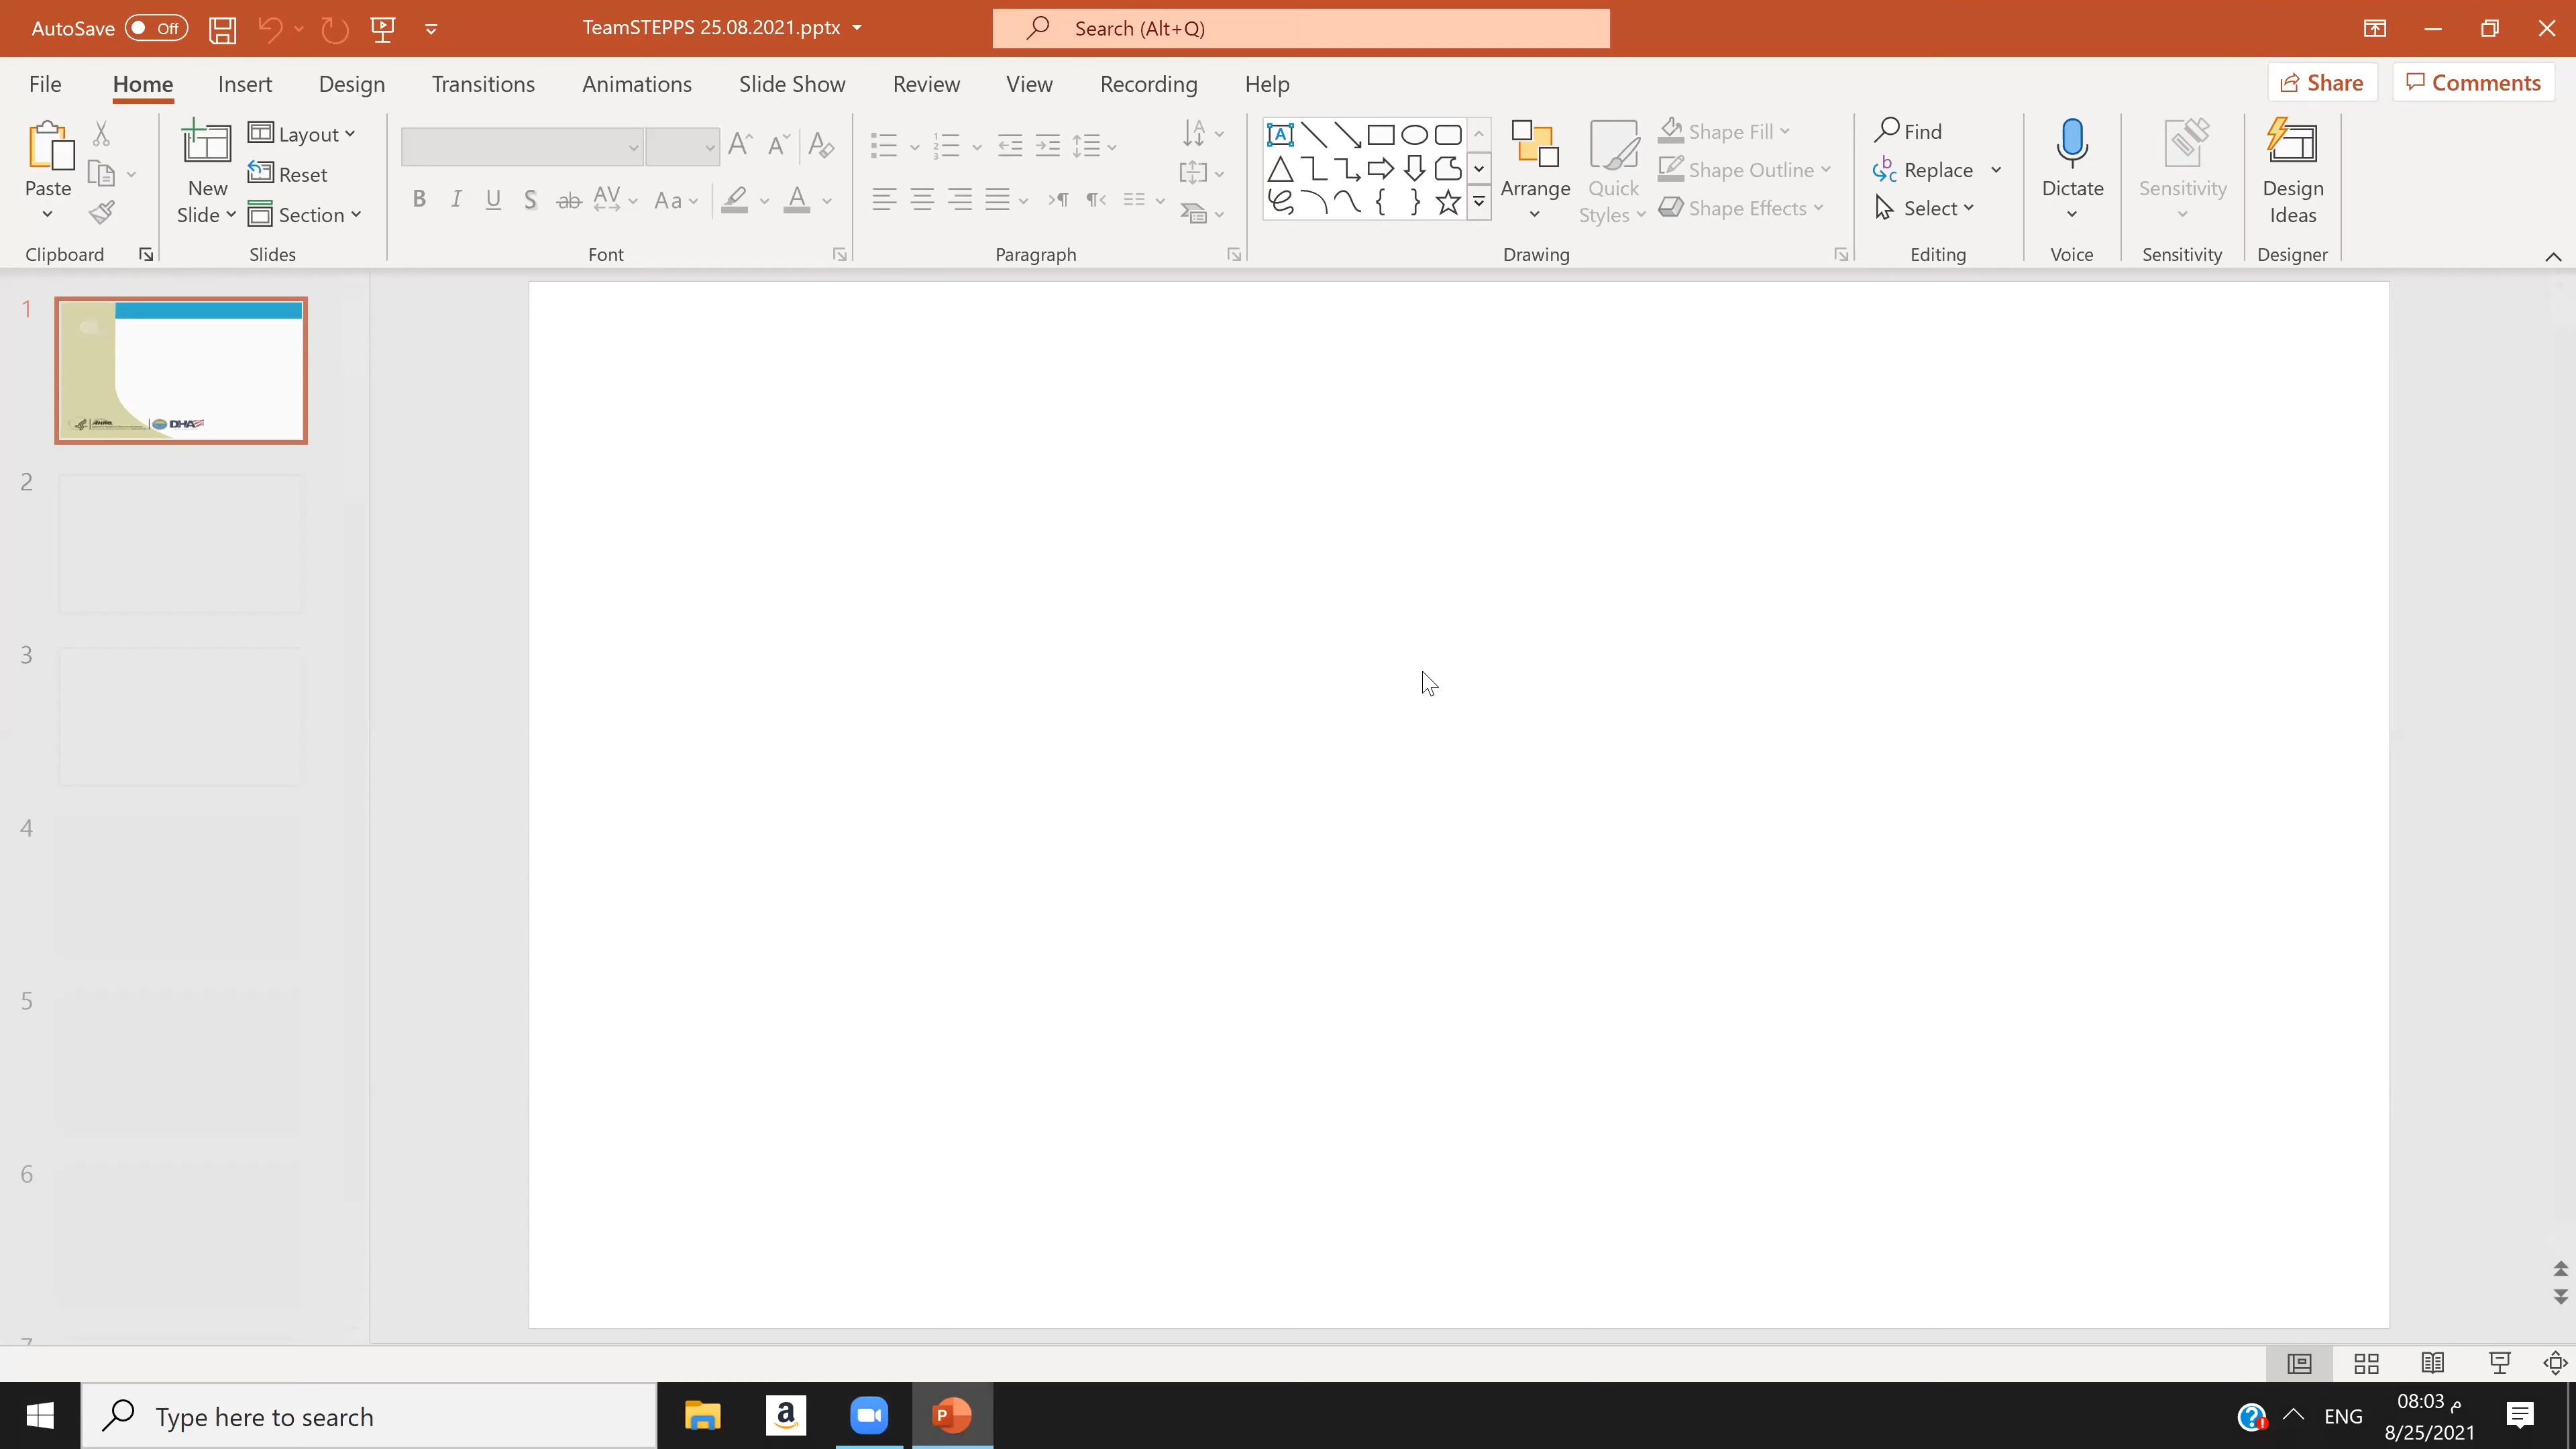 AutoSave Off
TeamSTEPPS 25.08.2021.pptx
Search (Alt+Q)
File Home Insert Design Transitions Animations Slide Show Review View Recording Help
Share Comments
Paste
New Slide
Layout
Reset
Section
Arrange
Quick Styles
Shape Fill
Shape Outline
Shape Effects
Find
Replace
Select
Dictate
Sensitivity
Design Ideas
Clipboard Slides Font Paragraph Drawing Editing Voice Sensitivity Designer
1
DHA
2
3
4
5
6
Type here to search
ENG
08:03 م
8/25/2021